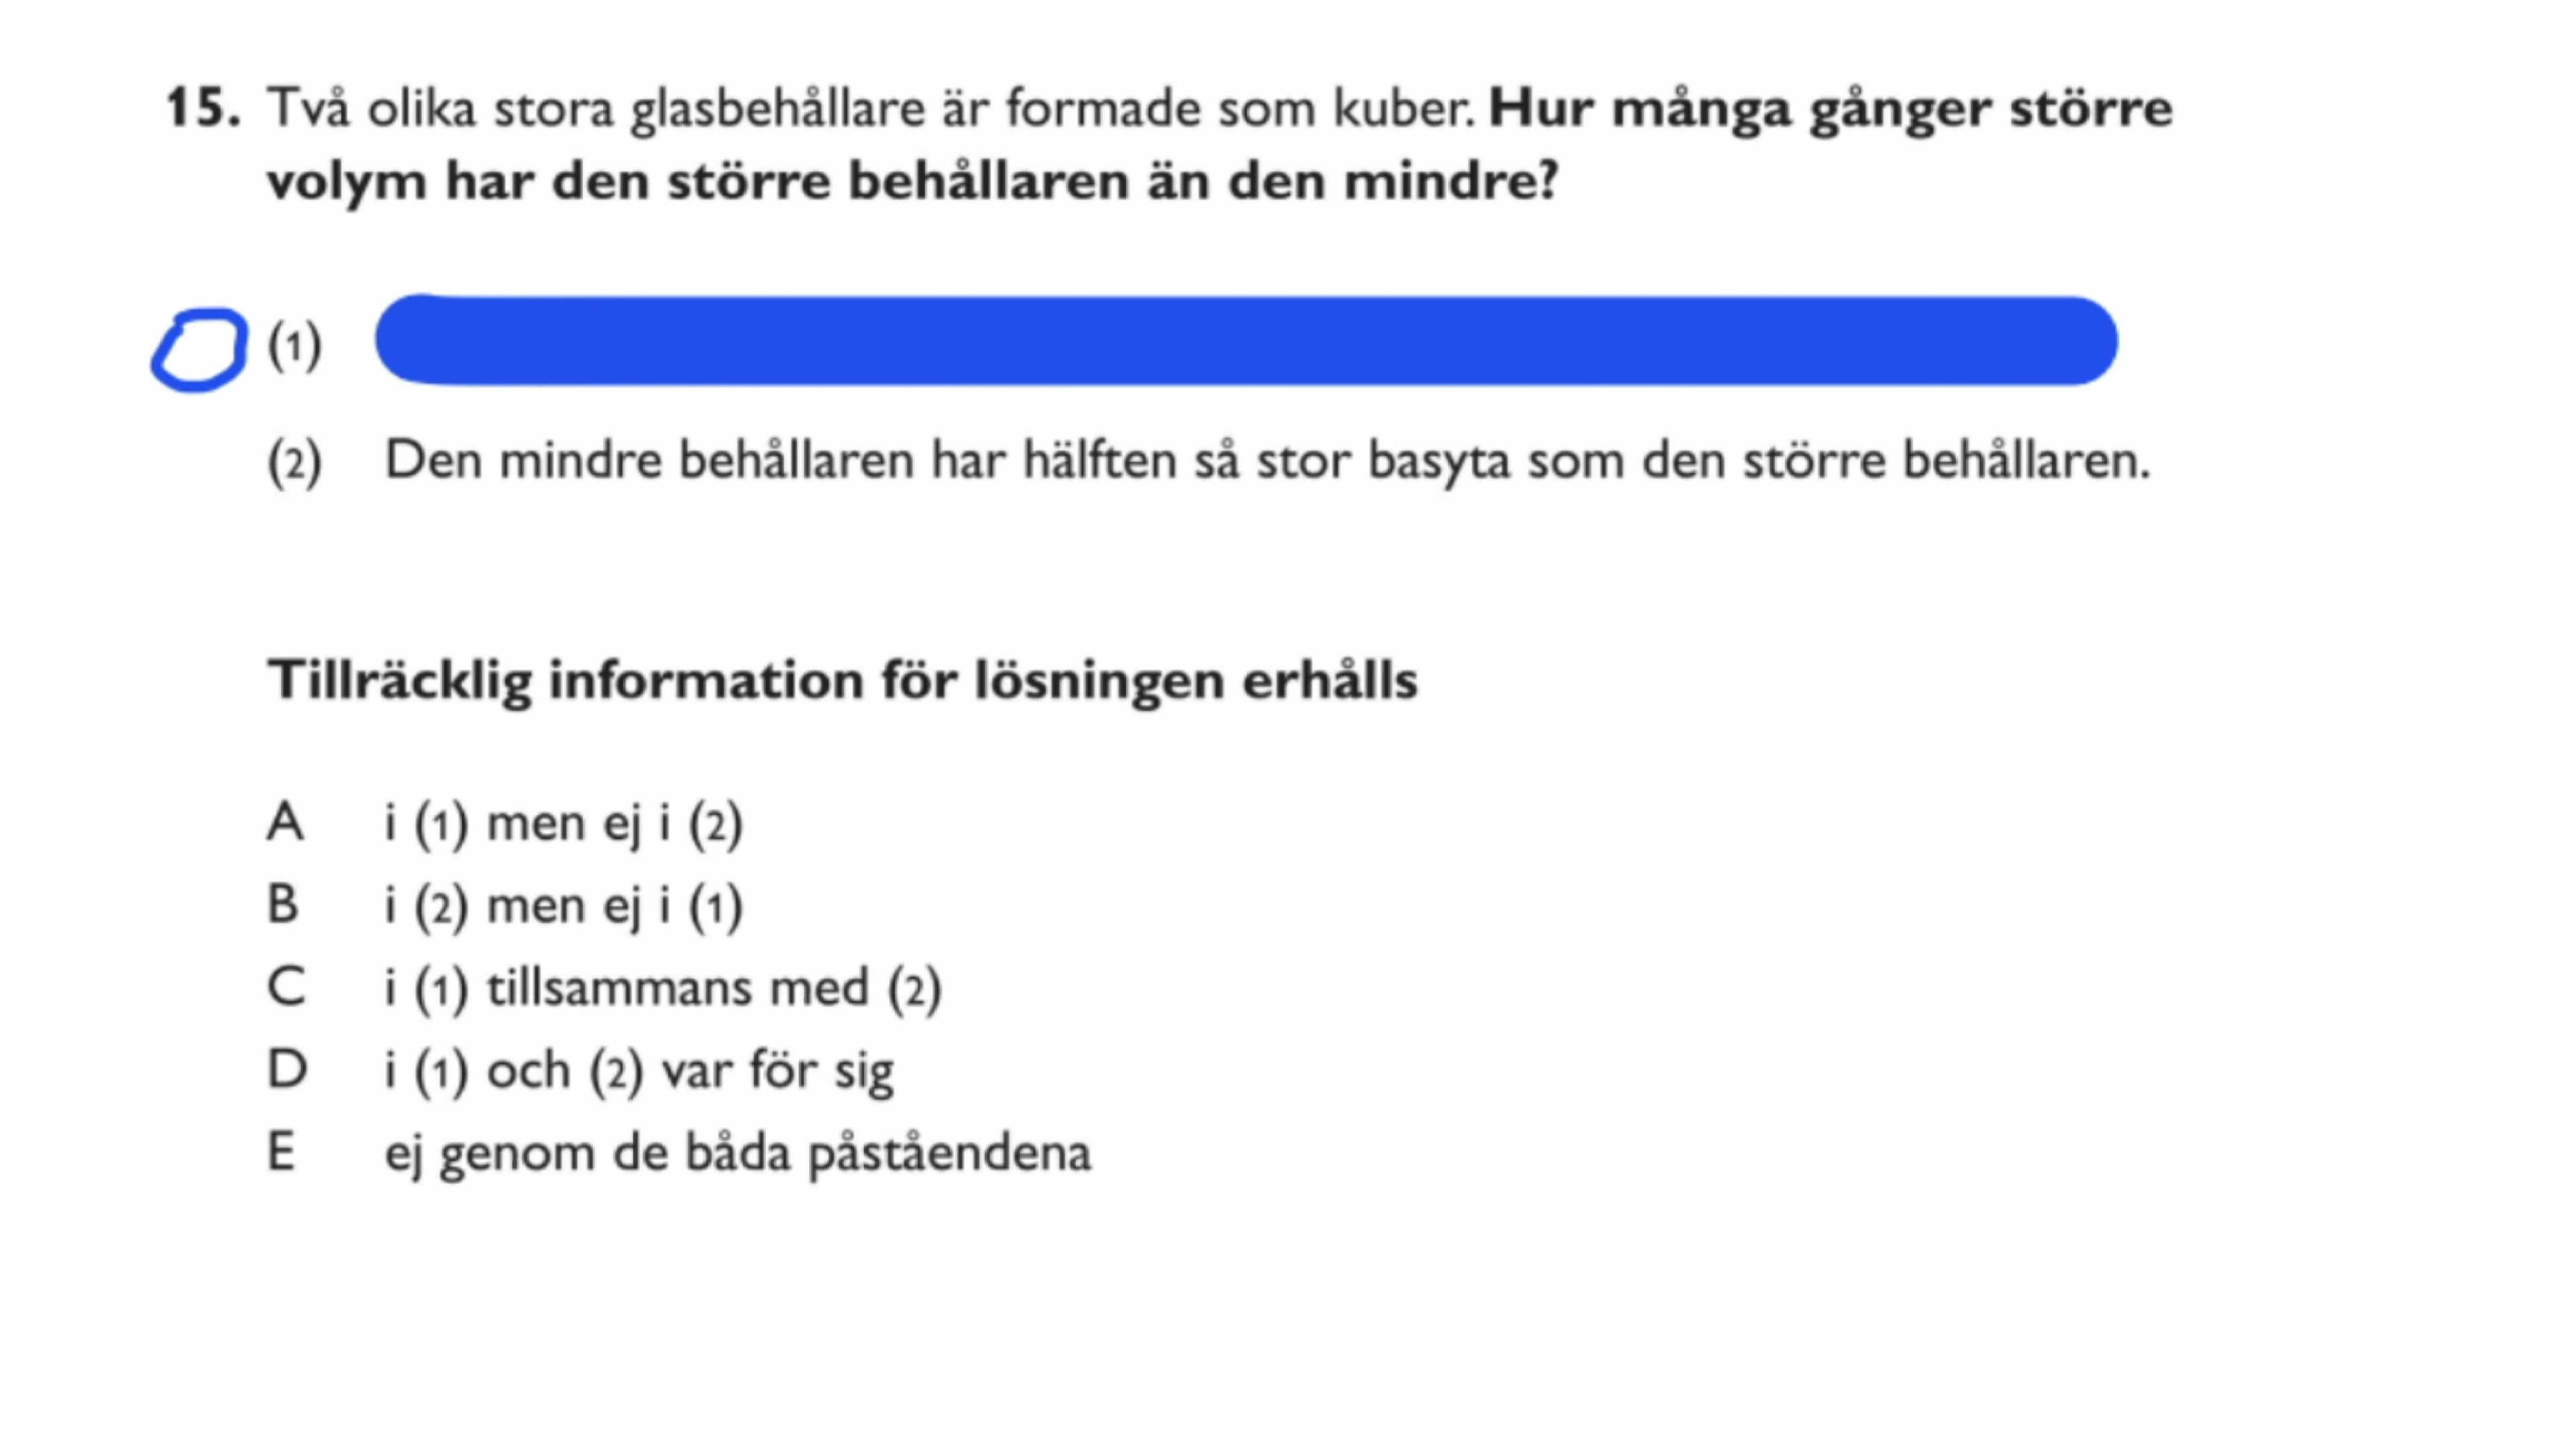 15. Två olika stora glasbehållare är formade som kuber. Hur många gånger större
volym har den större behållaren än den mindre?
(1)
(2) Den mindre behållaren har hälften så stor basyta som den större behållaren.
Tillräcklig information för lösningen erhålls
A i (1) men ej i (2)
B i (2) men ej i (1)
C i (1) tillsammans med (2)
D i (1) och (2) var för sig
E ej genom de båda påståendena